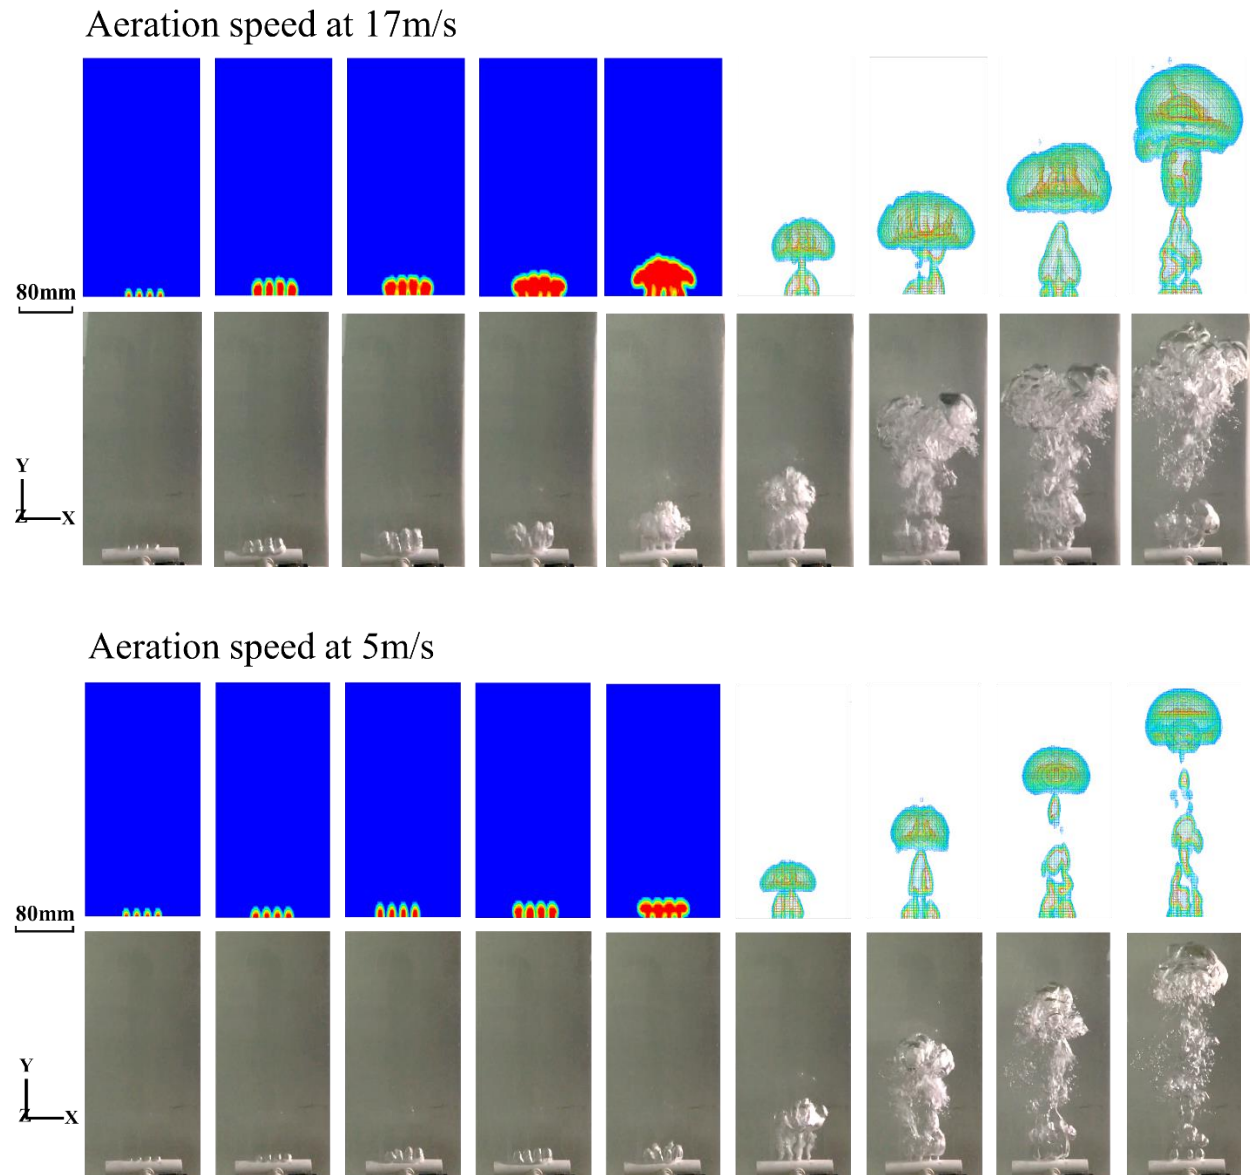 Aeration speed at 17m/s
80mm
Y
Z
X
Aeration speed at 5m/s
80mm
Y
Z
X